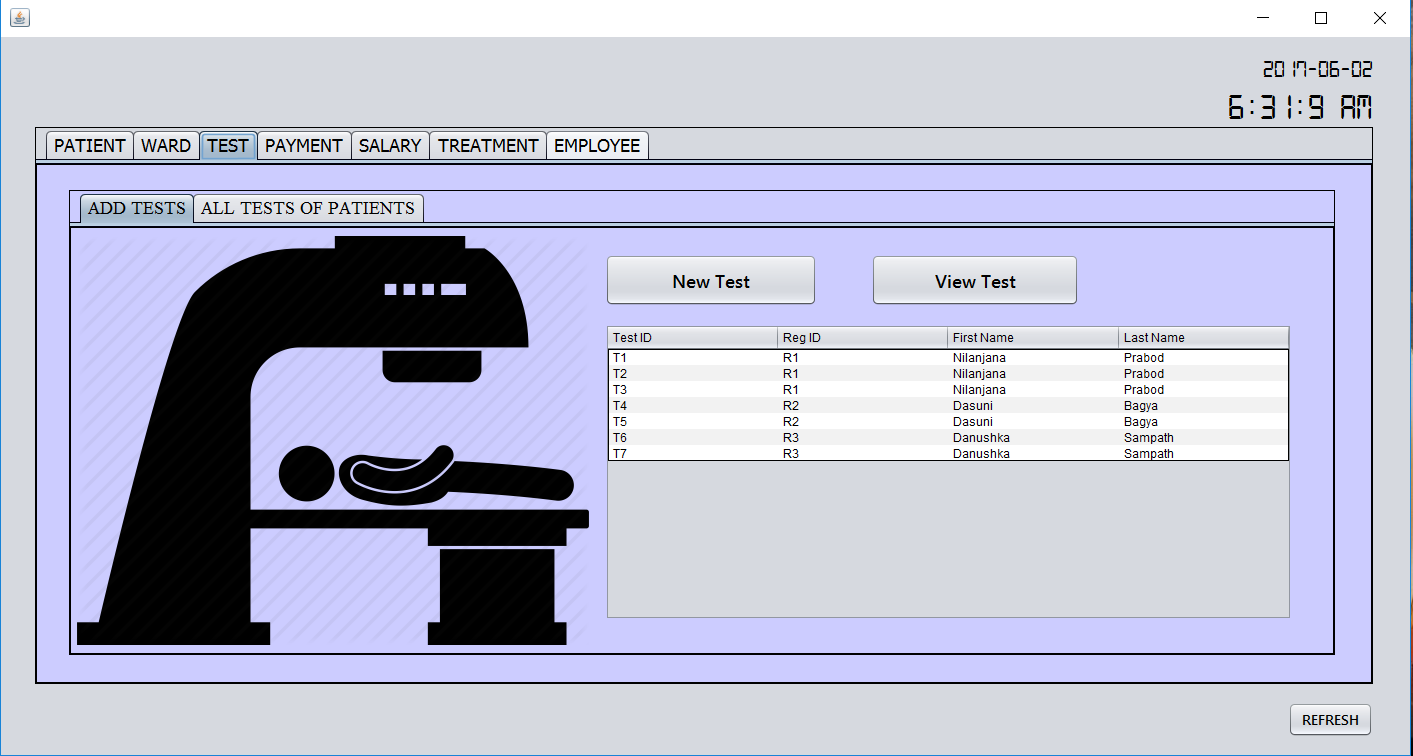 2017-06-02
6:31:9 AM
PATIENT WARD TEST PAYMENT SALARY TREATMENT EMPLOYEE
ADD TESTS ALL TESTS OF PATIENTS
New Test View Test
Test ID Reg ID First Name Last Name
T1 R1 Nilanjana Prabod
T2 R1 Nilanjana Prabod
T3 R1 Nilanjana Prabod
T4 R2 Dasuni Bagya
T5 R2 Dasuni Bagya
T6 R3 Danushka Sampath
T7 R3 Danushka Sampath
REFRESH